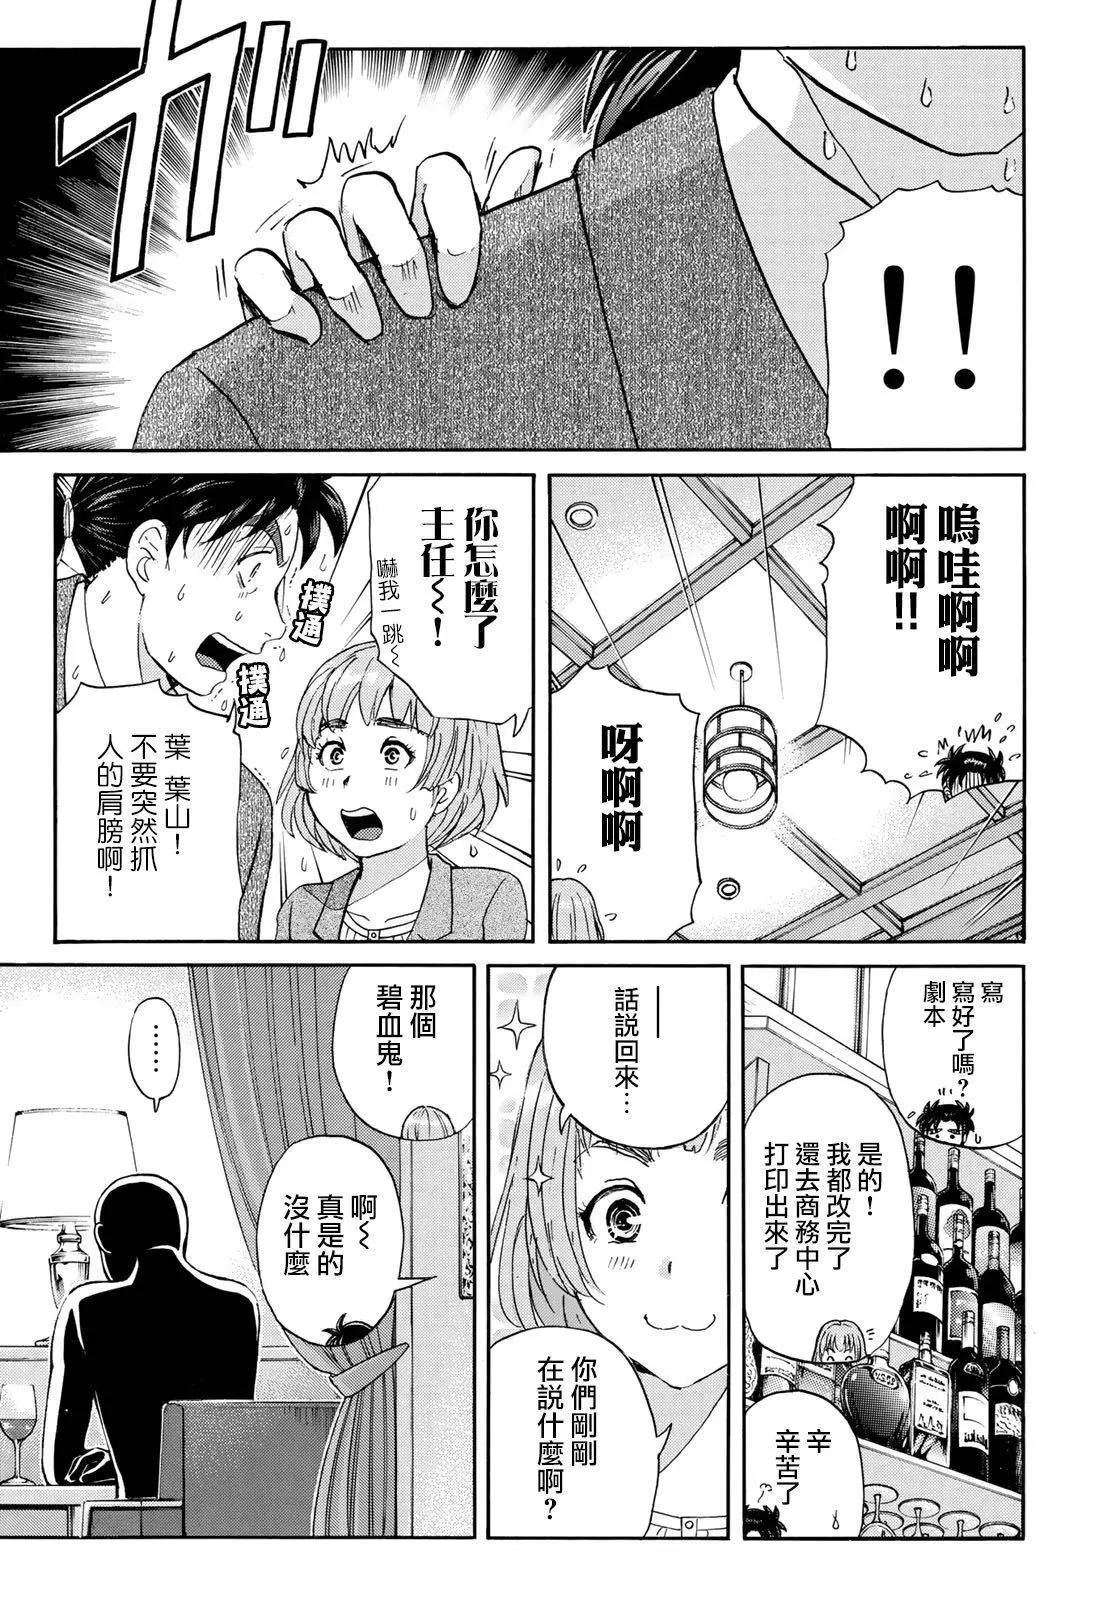 ガッ
!!
嗚哇啊啊
啊啊!!
呀啊啊
你怎麼了
主任~!
嚇我一跳~
撲通
撲通
葉 葉山!
不要突然抓
人的肩膀啊!
寫
寫好了嗎?
劇本
是的!
我都改完了
還去商務中心
打印出來了
辛
辛苦了
——
話說回來…
你們剛剛
在說什麼啊?
那個
碧血鬼!
啊~
真是的
沒什麼
……